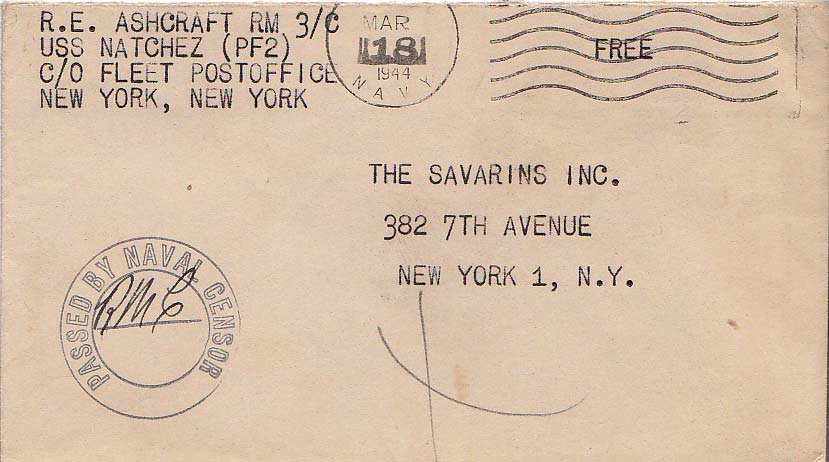 R.E. ASHCRAFT RM 3/C
USS NATCHEZ (PF2)
C/O FLEET POSTOFFICE
NEW YORK, NEW YORK
MAR
18
1944
NAVY
FREE
THE SAVARINS INC.
382 7TH AVENUE
NEW YORK 1, N.Y.
PASSED BY NAVAL CENSOR
RMC